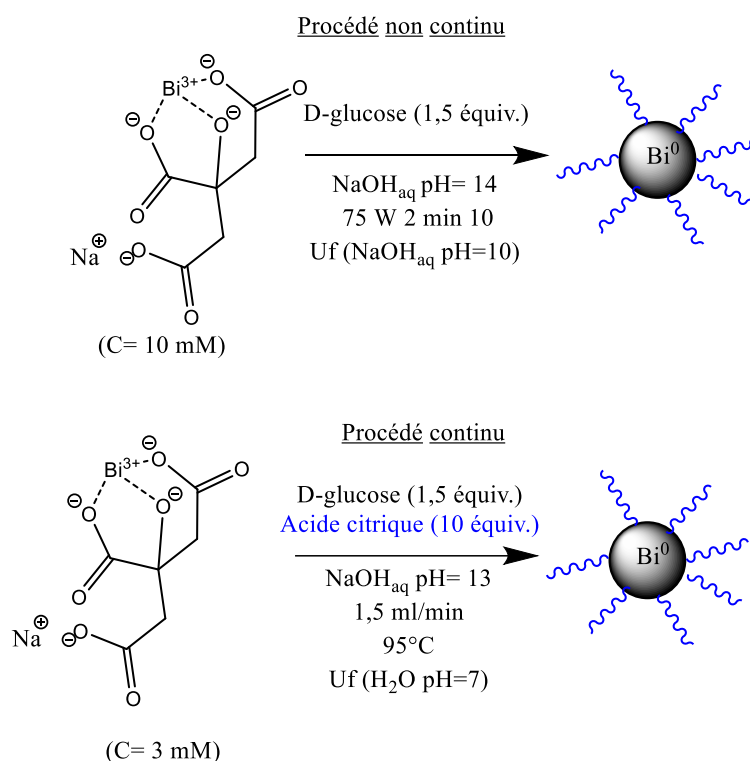 Procédé non continu
Bi3+
⊖
O
⊖
O
O
⊖
O
O
Na⊕
⊖O
O
(C= 10 mM)
D-glucose (1,5 équiv.)
NaOHaq pH= 14
75 W 2 min 10
Uf (NaOHaq pH=10)
Bi0
Procédé continu
Bi3+
⊖
O
⊖
O
O
⊖
O
O
Na⊕
⊖O
O
(C= 3 mM)
D-glucose (1,5 équiv.)
Acide citrique (10 équiv.)
NaOHaq pH= 13
1,5 ml/min
95°C
Uf (H2O pH=7)
Bi0